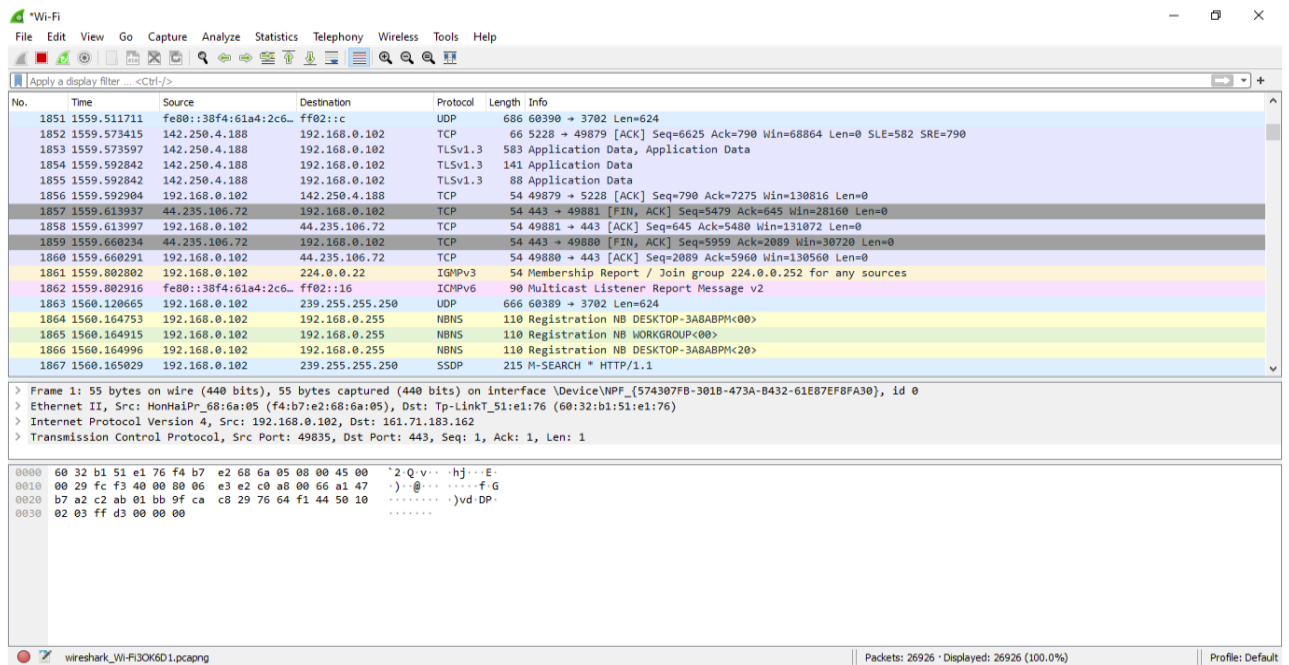 *Wi-Fi
File Edit View Go Capture Analyze Statistics Telephony Wireless Tools Help
Apply a display filter ... <Ctrl-/>
No. Time Source Destination Protocol Length Info
1851 1559.511711 fe80::38f4:61a4:2c6… ff02::c UDP 686 60390 → 3702 Len=624
1852 1559.573415 142.250.4.188 192.168.0.102 TCP 66 5228 → 49879 [ACK] Seq=6625 Ack=790 Win=68864 Len=0 SLE=582 SRE=790
1853 1559.573597 142.250.4.188 192.168.0.102 TLSv1.3 583 Application Data, Application Data
1854 1559.592842 142.250.4.188 192.168.0.102 TLSv1.3 141 Application Data
1855 1559.592842 142.250.4.188 192.168.0.102 TLSv1.3 88 Application Data
1856 1559.592904 192.168.0.102 142.250.4.188 TCP 54 49879 → 5228 [ACK] Seq=790 Ack=7275 Win=130816 Len=0
1857 1559.613937 44.235.106.72 192.168.0.102 TCP 54 443 → 49881 [FIN, ACK] Seq=5479 Ack=645 Win=28160 Len=0
1858 1559.613997 192.168.0.102 44.235.106.72 TCP 54 49881 → 443 [ACK] Seq=645 Ack=5480 Win=131072 Len=0
1859 1559.660234 44.235.106.72 192.168.0.102 TCP 54 443 → 49880 [FIN, ACK] Seq=5959 Ack=2089 Win=30720 Len=0
1860 1559.660291 192.168.0.102 44.235.106.72 TCP 54 49880 → 443 [ACK] Seq=2089 Ack=5960 Win=130560 Len=0
1861 1559.802802 192.168.0.102 224.0.0.22 IGMPv3 54 Membership Report / Join group 224.0.0.252 for any sources
1862 1559.802916 fe80::38f4:61a4:2c6… ff02::16 ICMPv6 90 Multicast Listener Report Message v2
1863 1560.120665 192.168.0.102 239.255.255.250 UDP 666 60389 → 3702 Len=624
1864 1560.164753 192.168.0.102 192.168.0.255 NBNS 110 Registration NB DESKTOP-3A8ABPM<00>
1865 1560.164915 192.168.0.102 192.168.0.255 NBNS 110 Registration NB WORKGROUP<00>
1866 1560.164996 192.168.0.102 192.168.0.255 NBNS 110 Registration NB DESKTOP-3A8ABPM<20>
1867 1560.165029 192.168.0.102 239.255.255.250 SSDP 215 M-SEARCH * HTTP/1.1
> Frame 1: 55 bytes on wire (440 bits), 55 bytes captured (440 bits) on interface \Device\NPF_{574307FB-301B-473A-B432-61E87EF8FA30}, id 0
> Ethernet II, Src: HonHaiPr_68:6a:05 (f4:b7:e2:68:6a:05), Dst: Tp-LinkT_51:e1:76 (60:32:b1:51:e1:76)
> Internet Protocol Version 4, Src: 192.168.0.102, Dst: 161.71.183.162
> Transmission Control Protocol, Src Port: 49835, Dst Port: 443, Seq: 1, Ack: 1, Len: 1
0000 60 32 b1 51 e1 76 f4 b7 e2 68 6a 05 08 00 45 00 `2·Q·v·· ·hj···E·
0010 00 29 fc f3 40 00 80 06 e3 e2 c0 a8 00 66 a1 47 ·)··@··· ·····f·G
0020 b7 a2 c2 ab 01 bb 9f ca c8 29 76 64 f1 44 50 10 ········ ·)vd·DP·
0030 02 03 ff d3 00 00 00 ·······
wireshark_Wi-Fi3OK6D1.pcapng Packets: 26926 · Displayed: 26926 (100.0%) Profile: Default